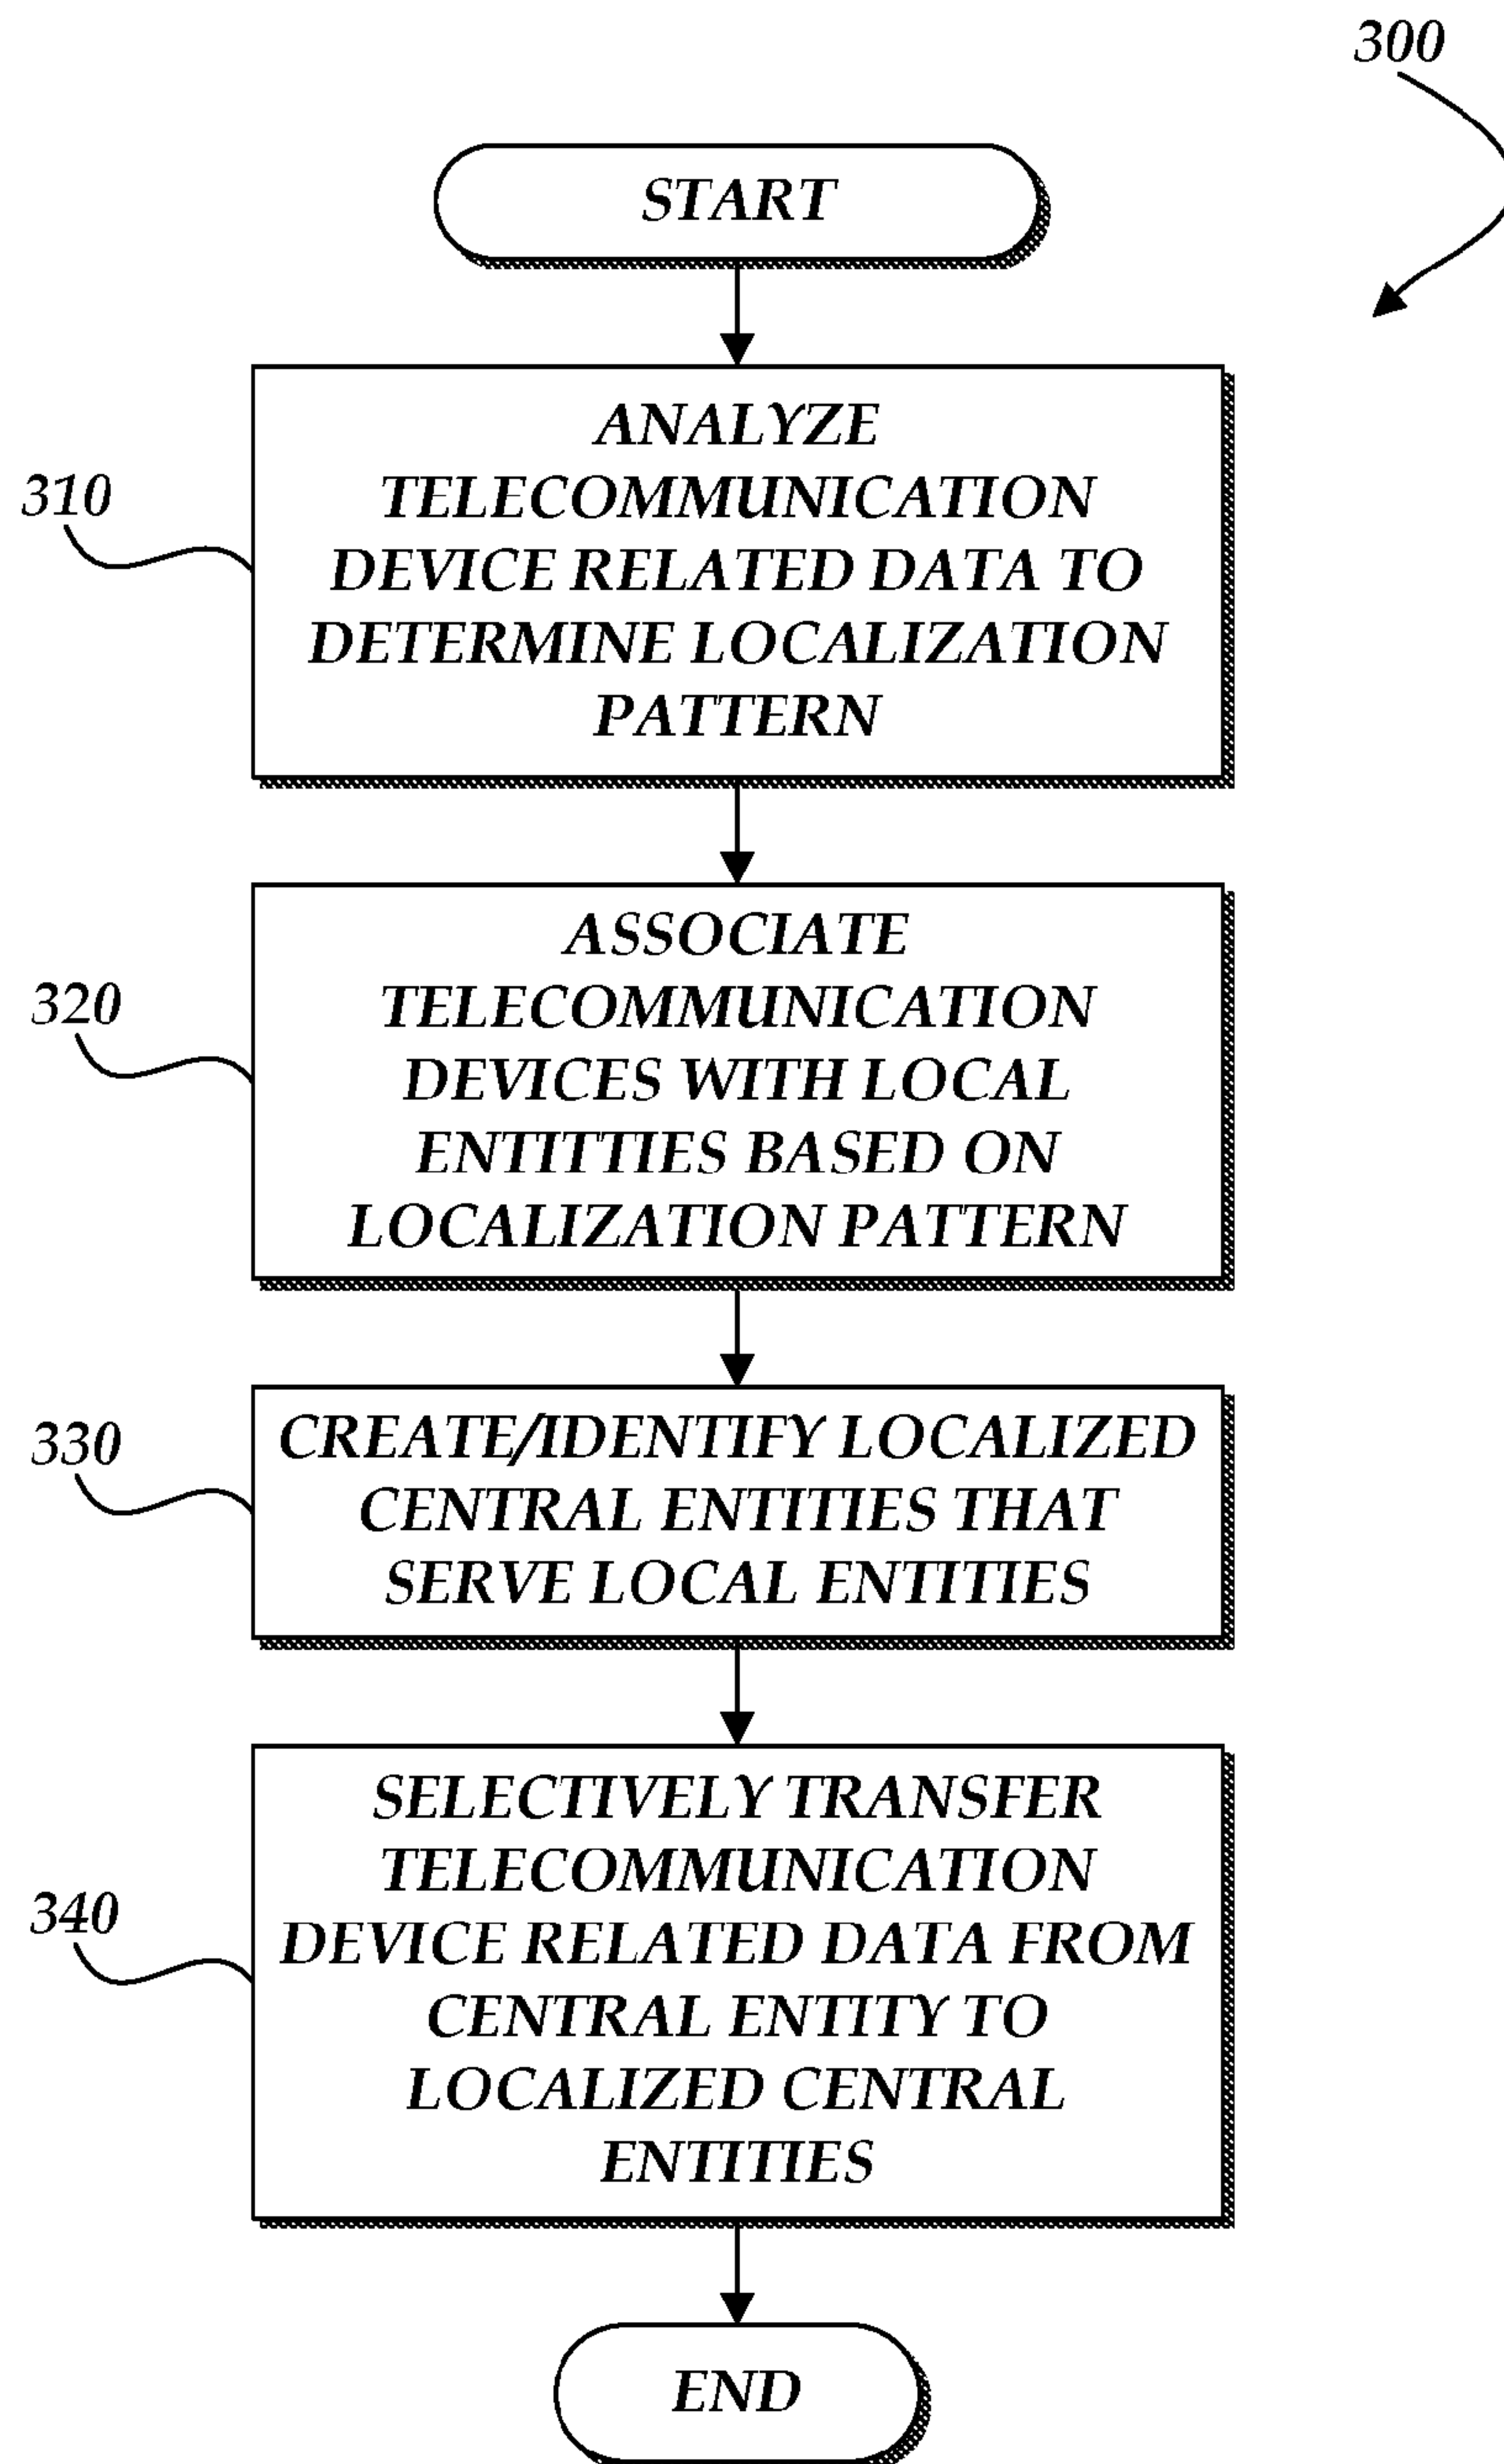 300
START
310
ANALYZE
TELECOMMUNICATION
DEVICE RELATED DATA TO
DETERMINE LOCALIZATION
PATTERN
320
ASSOCIATE
TELECOMMUNICATION
DEVICES WITH LOCAL
ENTITTIES BASED ON
LOCALIZATION PATTERN
330
CREATE/IDENTIFY LOCALIZED
CENTRAL ENTITIES THAT
SERVE LOCAL ENTITIES
340
SELECTIVELY TRANSFER
TELECOMMUNICATION
DEVICE RELATED DATA FROM
CENTRAL ENTITY TO
LOCALIZED CENTRAL
ENTITIES
END